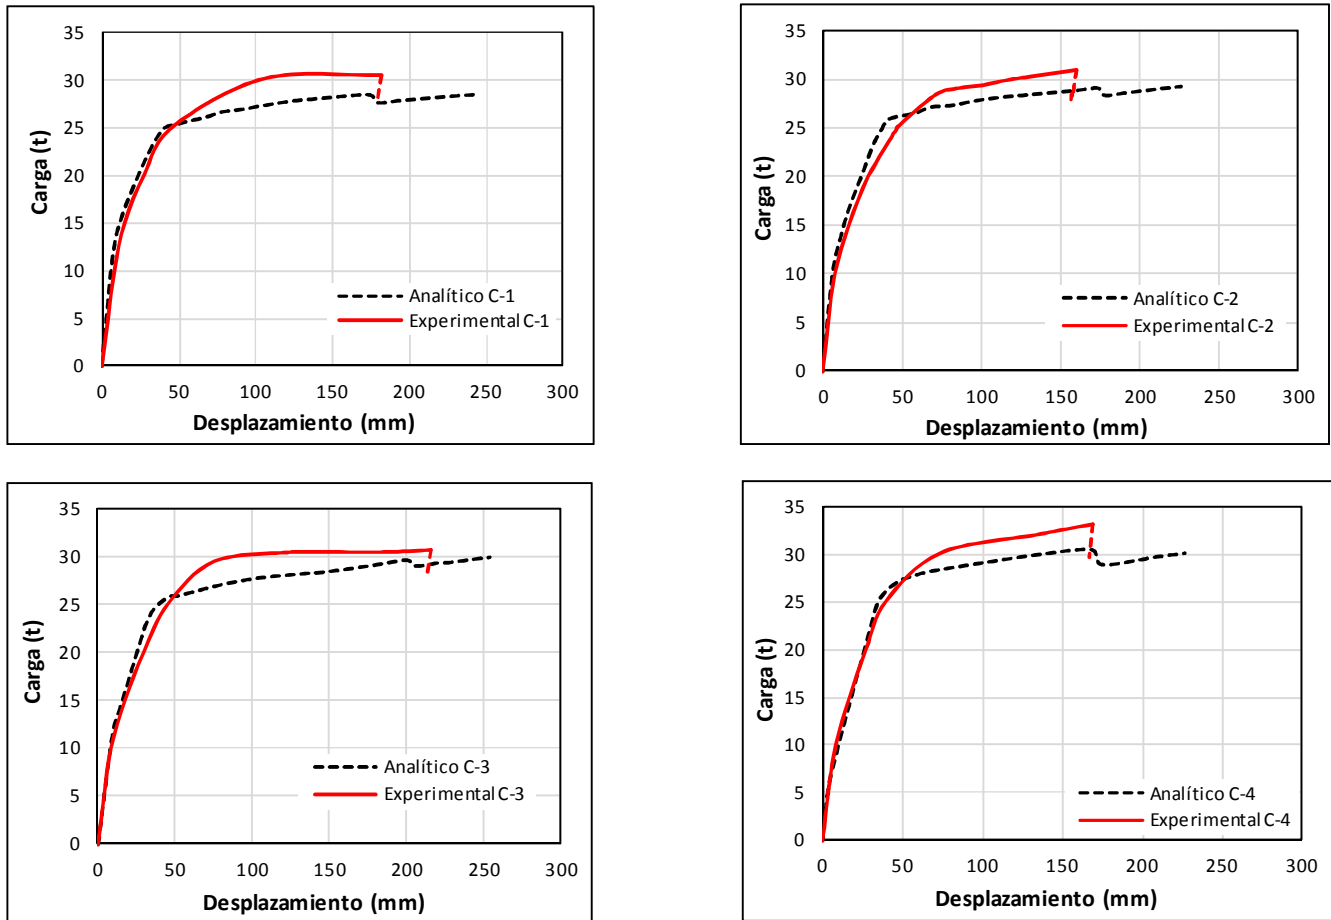 35
30
25
20
15
10
5
0
Carga (t)
Analítico C-1
Experimental C-1
0 50 100 150 200 250 300
Desplazamiento (mm)
35
30
25
20
15
10
5
0
Carga (t)
Analítico C-2
Experimental C-2
0 50 100 150 200 250 300
Desplazamiento (mm)
35
30
25
20
15
10
5
0
Carga (t)
Analítico C-3
Experimental C-3
0 50 100 150 200 250 300
Desplazamiento (mm)
35
30
25
20
15
10
5
0
Carga (t)
Analítico C-4
Experimental C-4
0 50 100 150 200 250 300
Desplazamiento (mm)